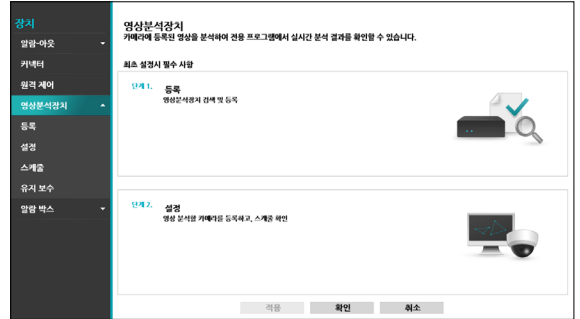 장치
알람-아웃
커넥터
원격 제어
영상분석장치
등록
설정
스케줄
유지 보수
알람 박스
영상분석장치
카메라에 등록된 영상을 분석하여 전용 프로그램에서 실시간 분석 결과를 확인할 수 있습니다.
최초 설정시 필수 사항
단계 1. 등록
영상분석장치 검색 및 등록
단계 2. 설정
영상 분석할 카메라를 등록하고, 스케줄 확인
적용 확인 취소